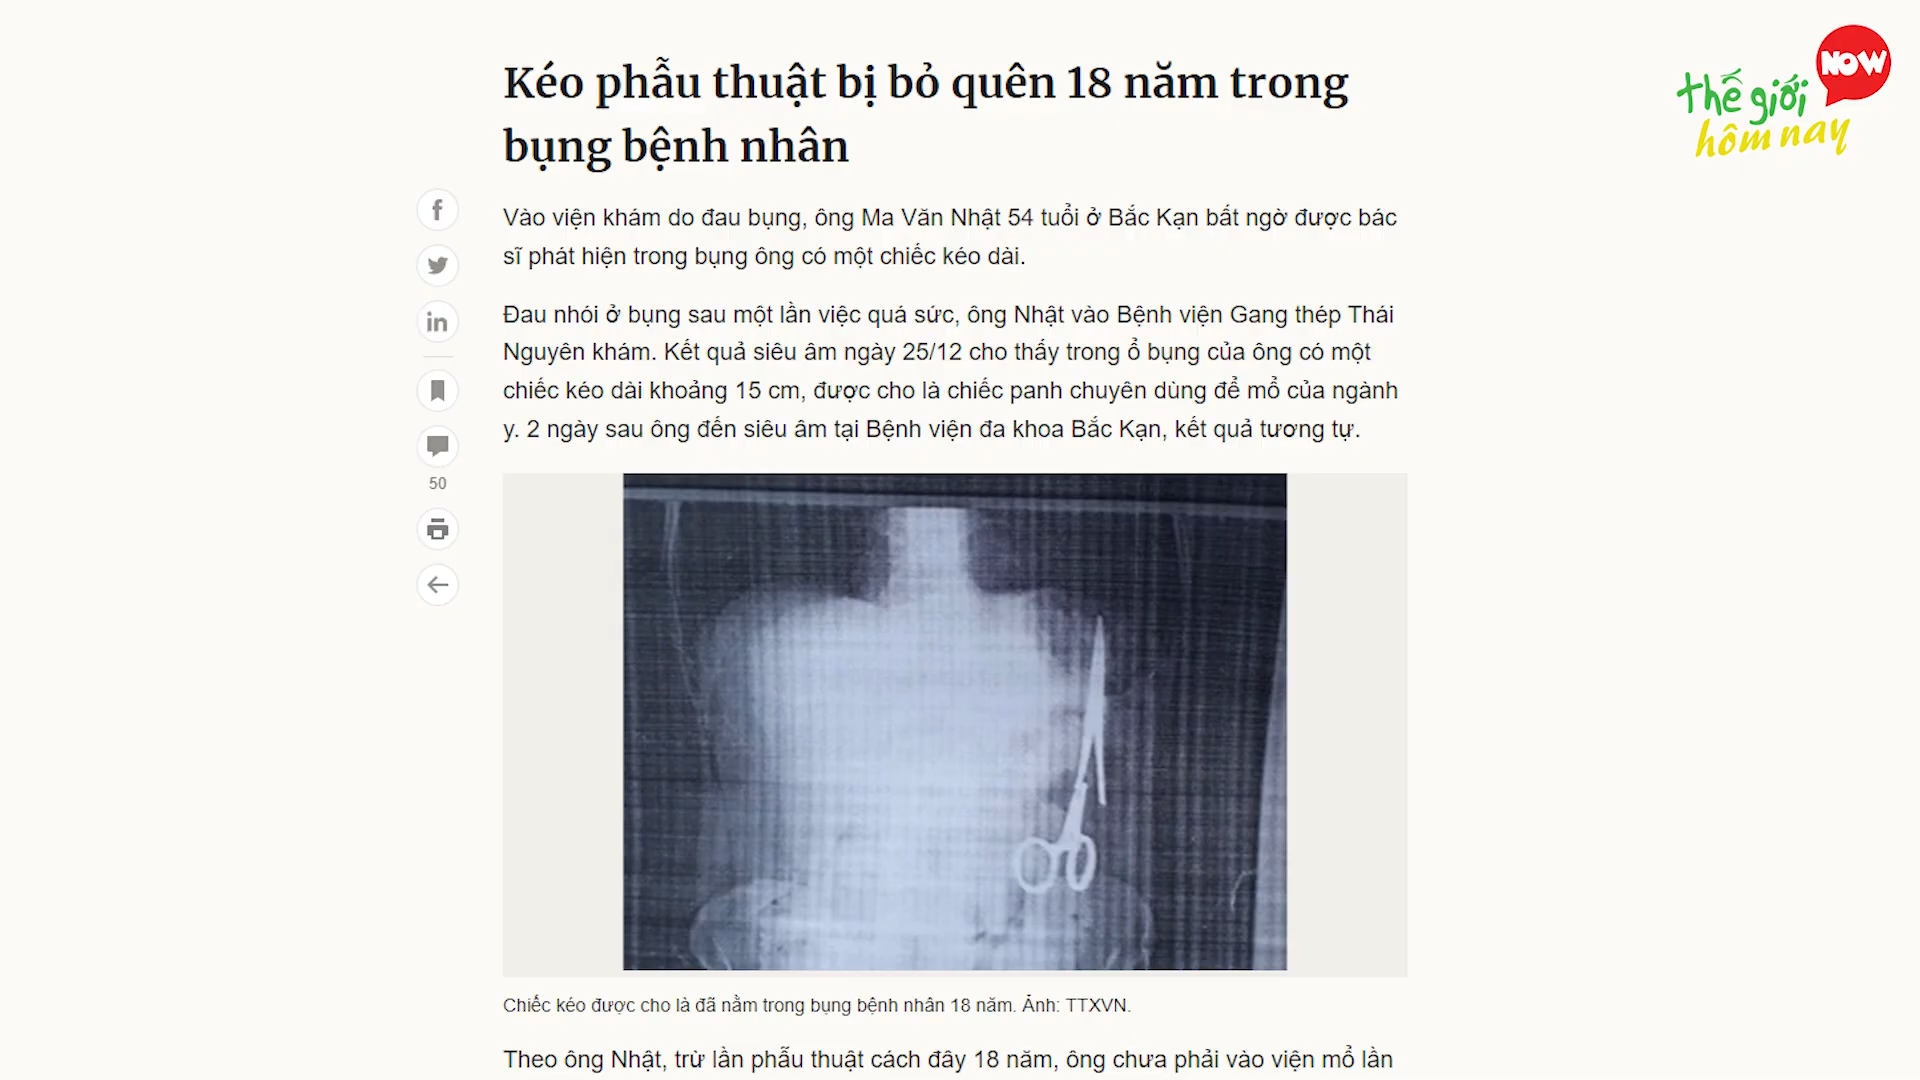 Kéo phẫu thuật bị bỏ quên 18 năm trong
bụng bệnh nhân
Vào viện khám do đau bụng, ông Ma Văn Nhật 54 tuổi ở Bắc Kạn bất ngờ được bác
sĩ phát hiện trong bụng ông có một chiếc kéo dài.
Đau nhói ở bụng sau một lần việc quá sức, ông Nhật vào Bệnh viện Gang thép Thái
Nguyên khám. Kết quả siêu âm ngày 25/12 cho thấy trong ổ bụng của ông có một
chiếc kéo dài khoảng 15 cm, được cho là chiếc panh chuyên dùng để mổ của ngành
y. 2 ngày sau ông đến siêu âm tại Bệnh viện đa khoa Bắc Kạn, kết quả tương tự.
50
Chiếc kéo được cho là đã nằm trong bụng bệnh nhân 18 năm. Ảnh: TTXVN.
Theo ông Nhật, trừ lần phẫu thuật cách đây 18 năm, ông chưa phải vào viện mổ lần
NOW
thế giới
hôm nay